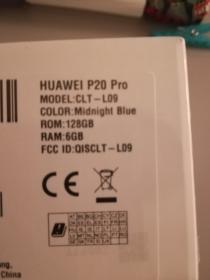 HUAWEI P20 Pro
MODEL:CLT-L09
COLOR:Midnight Blue
ROM:128GB
RAM:6GB
FCC ID:QISCLT-L09
CE
China